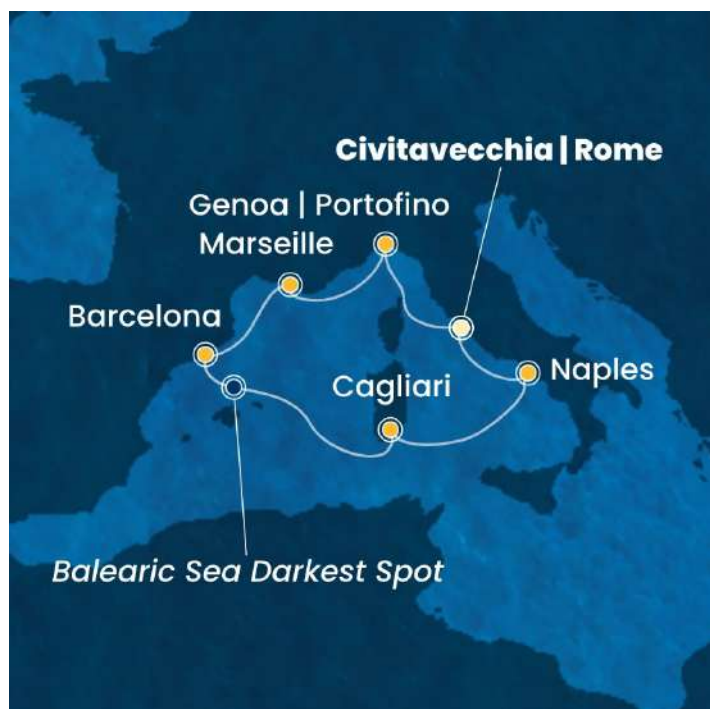 Civitavecchia | Rome
Genoa | Portofino
Marseille
Barcelona
Naples
Cagliari
Balearic Sea Darkest Spot